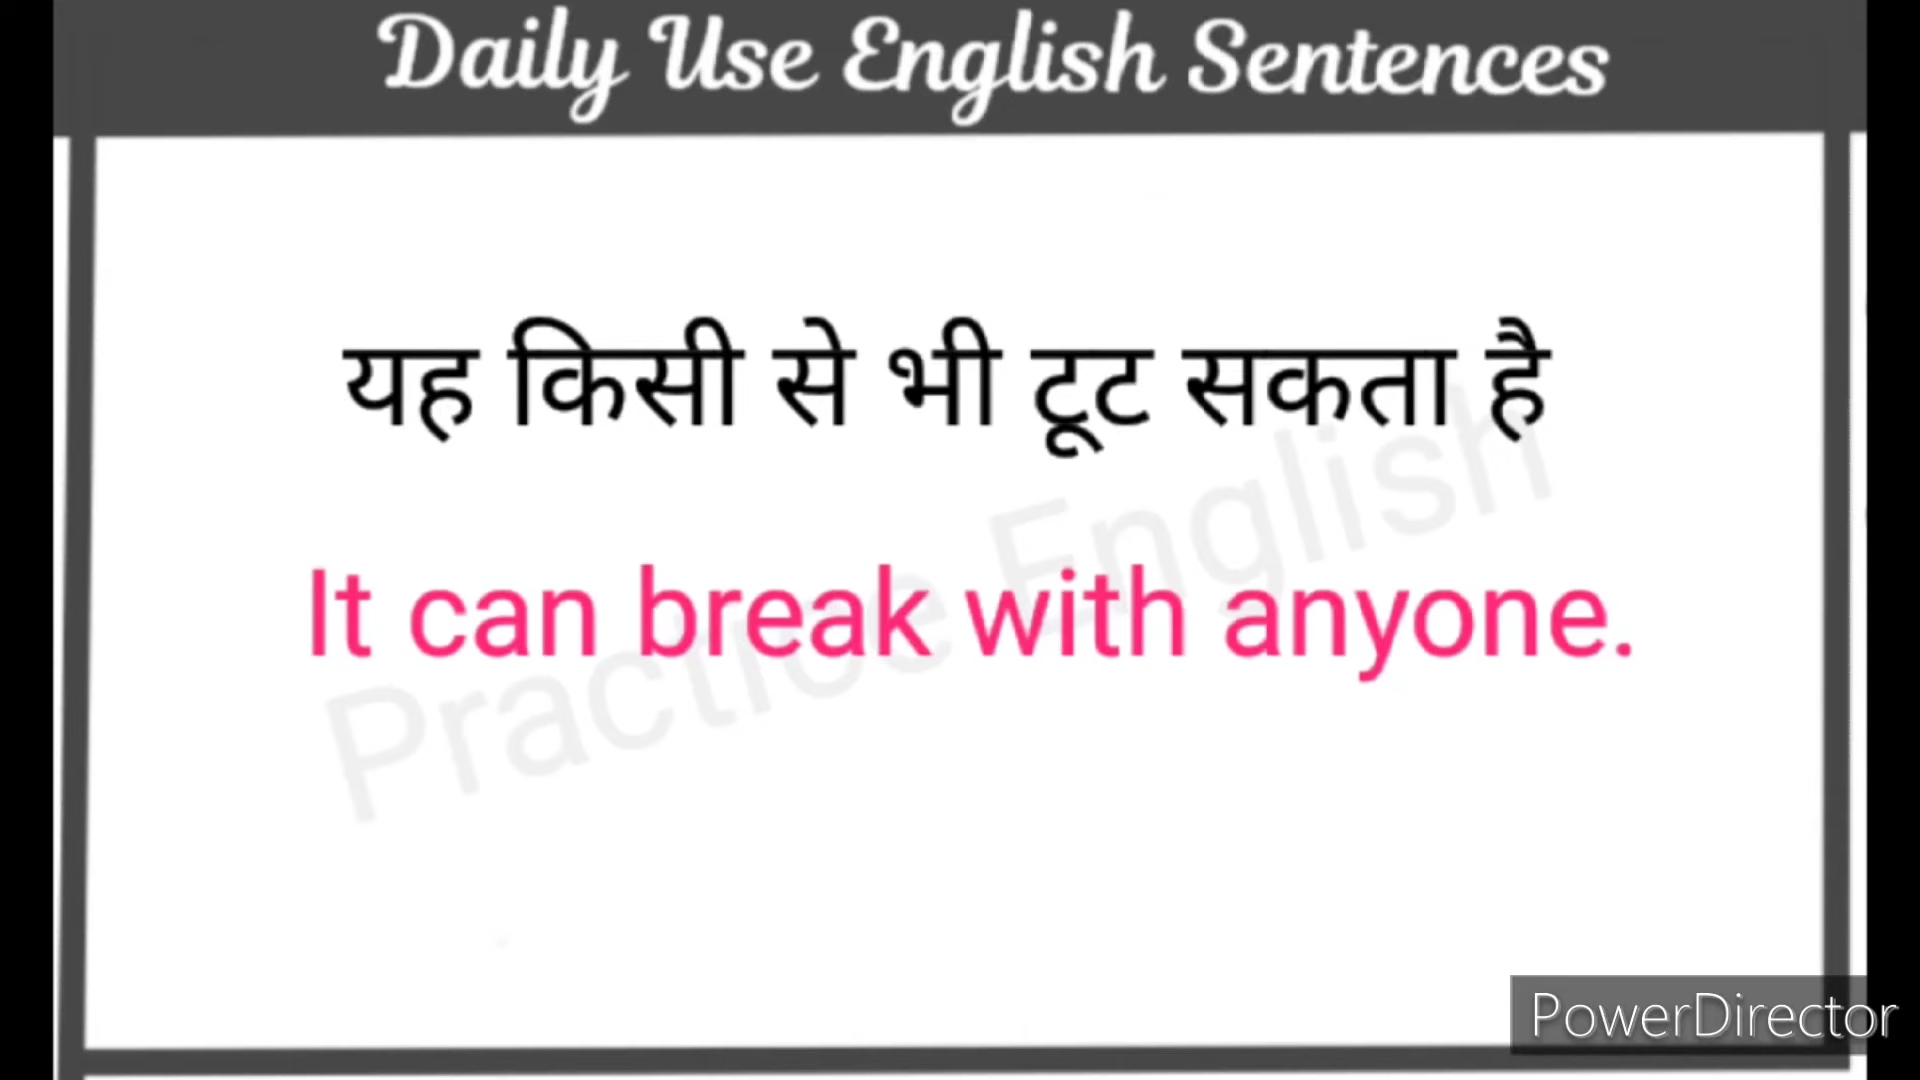 Daily Use English Sentences
यह किसी से भी टूट सकता है
It can break with anyone.
Practice English
PowerDirector